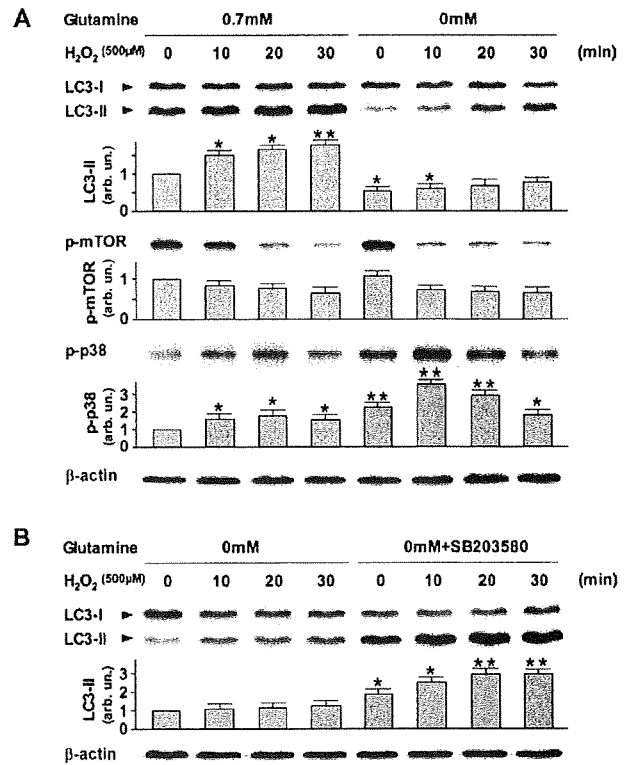 A
Glutamine 0.7mM 0mM
H₂O₂ (500μM) 0 10 20 30 0 10 20 30 (min)
LC3-I
LC3-II
LC3-II (arb. un.) 1 0 * * ** * *
p-mTOR
p-mTOR (arb. un.) 1 0
p-p38
p-p38 (arb. un.) 3 2 1 0 * * * ** ** ** *
β-actin
B
Glutamine 0mM 0mM+SB203580
H₂O₂ (500μM) 0 10 20 30 0 10 20 30 (min)
LC3-I
LC3-II
LC3-II (arb. un.) 3 2 1 0 * * ** **
β-actin